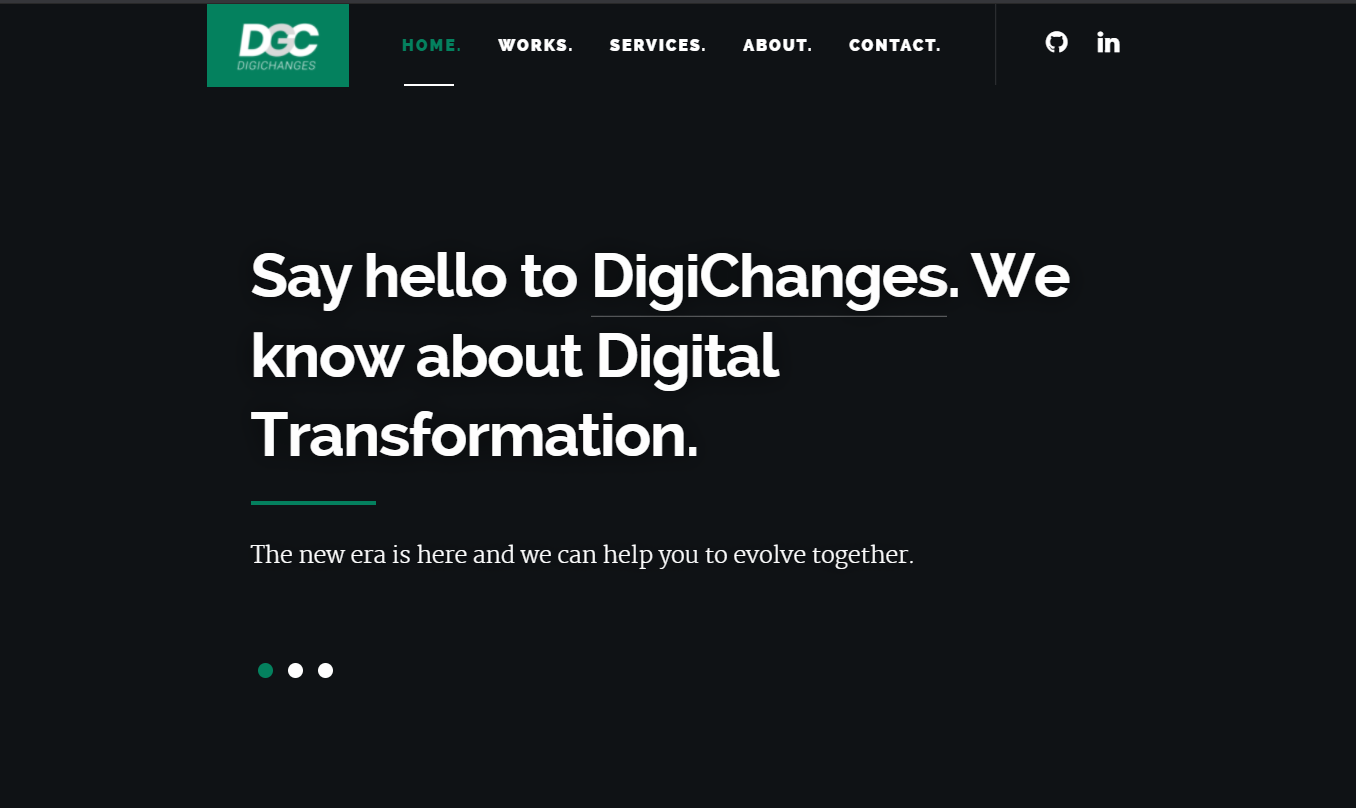 DGC
DIGICHANGES
HOME. WORKS. SERVICES. ABOUT. CONTACT.
in
Say hello to DigiChanges. We
know about Digital
Transformation.
The new era is here and we can help you to evolve together.